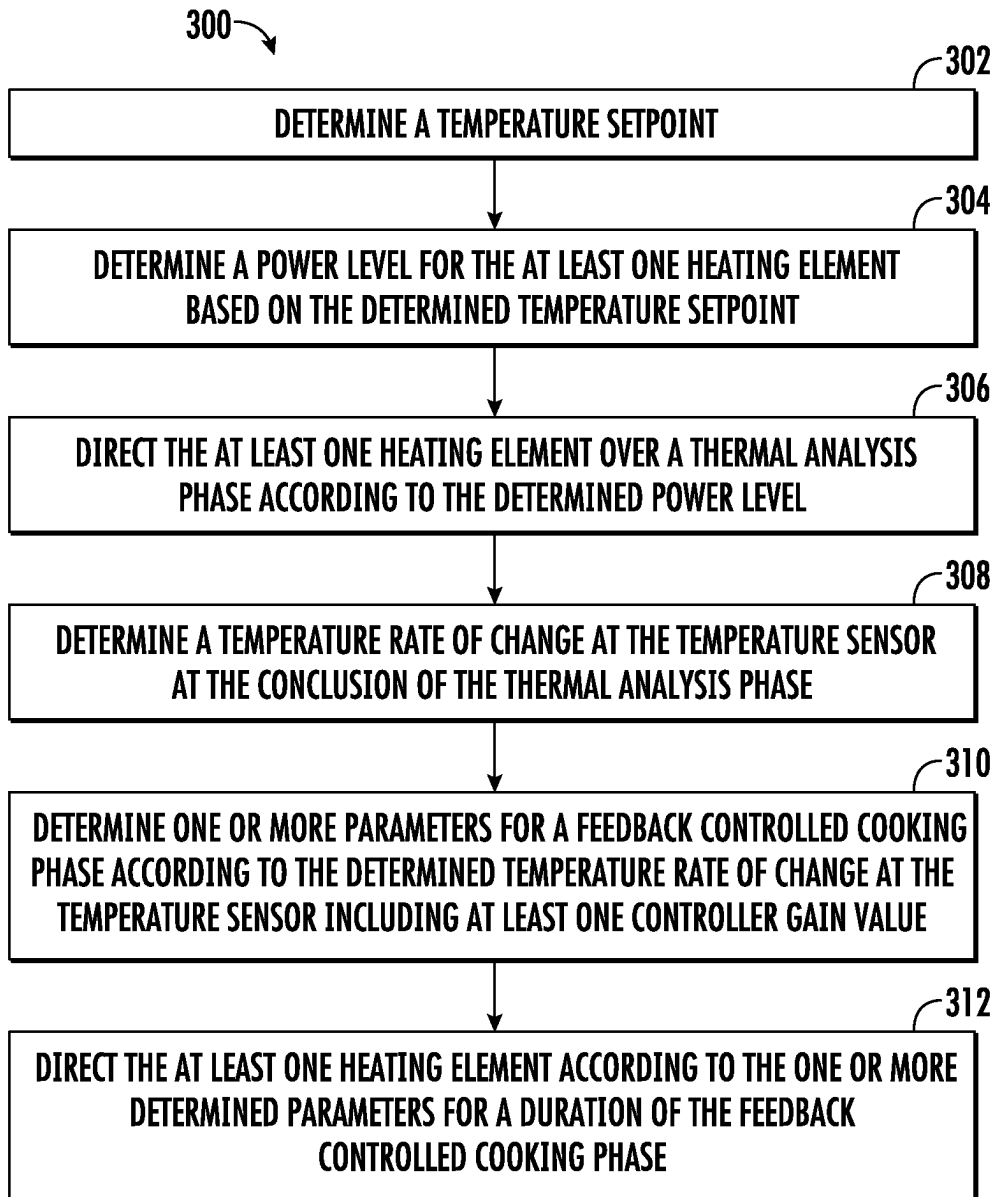 300
302
DETERMINE A TEMPERATURE SETPOINT
304
DETERMINE A POWER LEVEL FOR THE AT LEAST ONE HEATING ELEMENT
BASED ON THE DETERMINED TEMPERATURE SETPOINT
306
DIRECT THE AT LEAST ONE HEATING ELEMENT OVER A THERMAL ANALYSIS
PHASE ACCORDING TO THE DETERMINED POWER LEVEL
308
DETERMINE A TEMPERATURE RATE OF CHANGE AT THE TEMPERATURE SENSOR
AT THE CONCLUSION OF THE THERMAL ANALYSIS PHASE
310
DETERMINE ONE OR MORE PARAMETERS FOR A FEEDBACK CONTROLLED COOKING
PHASE ACCORDING TO THE DETERMINED TEMPERATURE RATE OF CHANGE AT THE
TEMPERATURE SENSOR INCLUDING AT LEAST ONE CONTROLLER GAIN VALUE
312
DIRECT THE AT LEAST ONE HEATING ELEMENT ACCORDING TO THE ONE OR MORE
DETERMINED PARAMETERS FOR A DURATION OF THE FEEDBACK
CONTROLLED COOKING PHASE